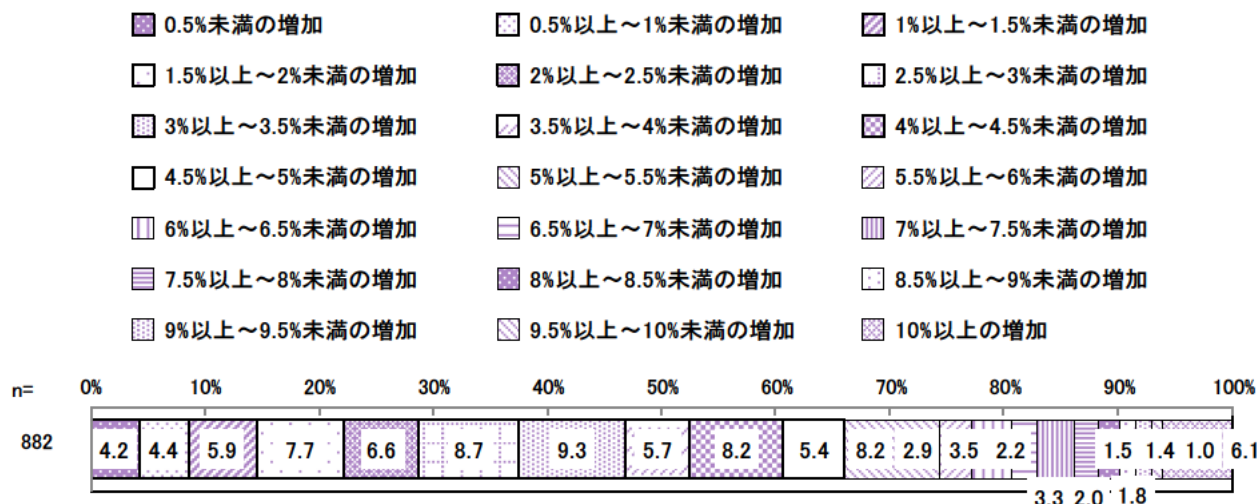 0.5%未満の増加 0.5%以上～1%未満の増加 1%以上～1.5%未満の増加
1.5%以上～2%未満の増加 2%以上～2.5%未満の増加 2.5%以上～3%未満の増加
3%以上～3.5%未満の増加 3.5%以上～4%未満の増加 4%以上～4.5%未満の増加
4.5%以上～5%未満の増加 5%以上～5.5%未満の増加 5.5%以上～6%未満の増加
6%以上～6.5%未満の増加 6.5%以上～7%未満の増加 7%以上～7.5%未満の増加
7.5%以上～8%未満の増加 8%以上～8.5%未満の増加 8.5%以上～9%未満の増加
9%以上～9.5%未満の増加 9.5%以上～10%未満の増加 10%以上の増加
n= 0% 10% 20% 30% 40% 50% 60% 70% 80% 90% 100%
882 4.2 4.4 5.9 7.7 6.6 8.7 9.3 5.7 8.2 5.4 8.2 2.9 3.5 2.2 1.5 1.4 1.0 6.1
3.3 2.0 1.8